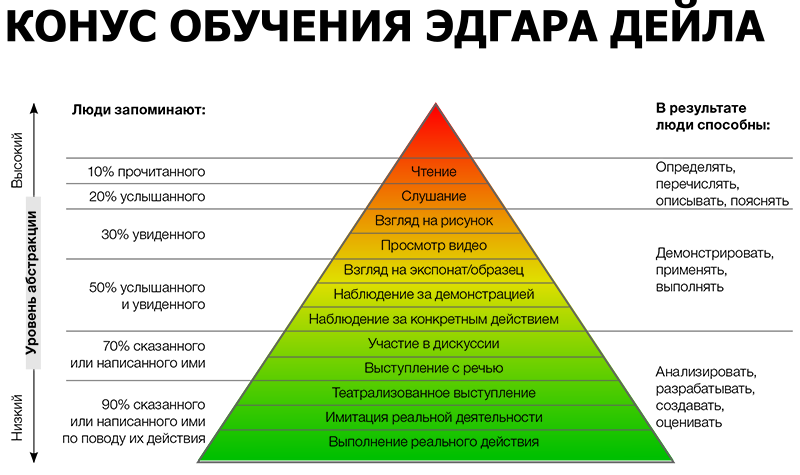 КОНУС ОБУЧЕНИЯ ЭДГАРА ДЕЙЛА
Люди запоминают:
В результате
люди способны:
Высокий
Уровень абстракции
Низкий
10% прочитанного
20% услышанного
30% увиденного
50% услышанного
и увиденного
70% сказанного
или написанного ими
90% сказанного
или написанного ими
по поводу их действия
Чтение
Слушание
Взгляд на рисунок
Просмотр видео
Взгляд на экспонат/образец
Наблюдение за демонстрацией
Наблюдение за конкретным действием
Участие в дискуссии
Выступление с речью
Театрализованное выступление
Имитация реальной деятельности
Выполнение реального действия
Определять,
перечислять,
описывать, пояснять
Демонстрировать,
применять,
выполнять
Анализировать,
разрабатывать,
создавать,
оценивать